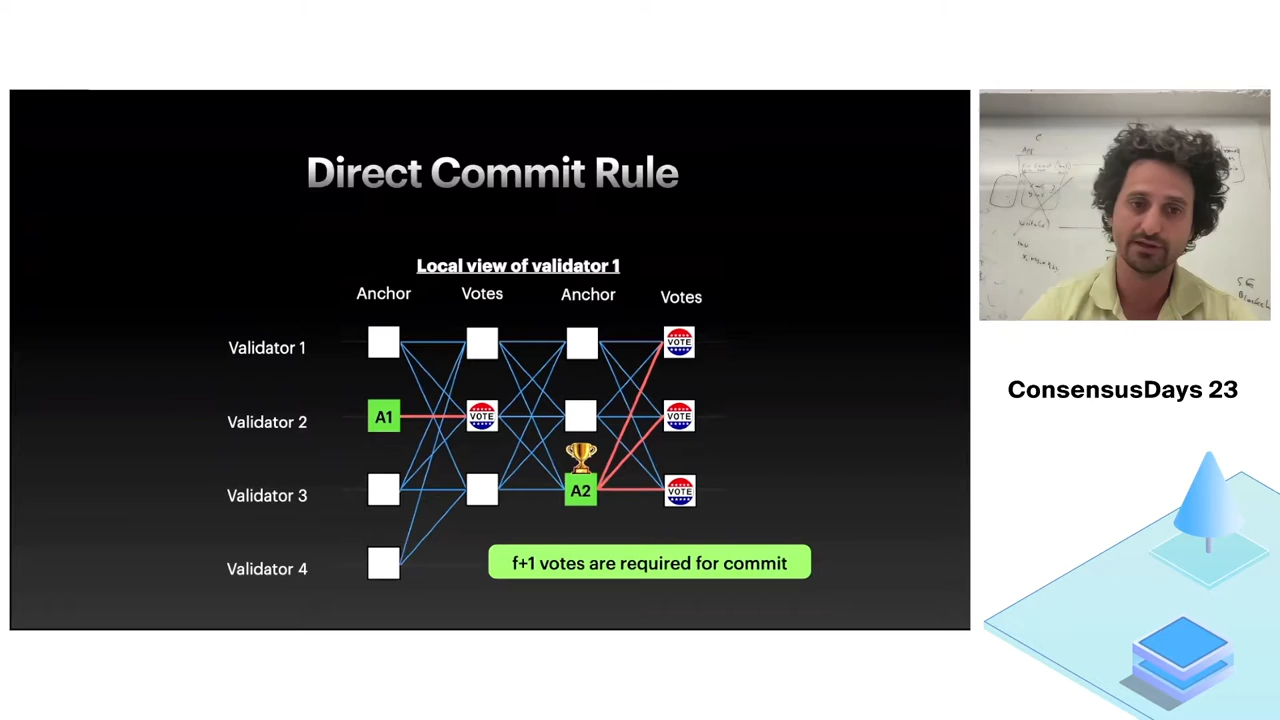 Direct Commit Rule
Local view of validator 1
Anchor Votes Anchor Votes
Validator 1 VOTE
Validator 2 A1 VOTE VOTE
Validator 3 A2 VOTE
Validator 4
f+1 votes are required for commit
ConsensusDays 23